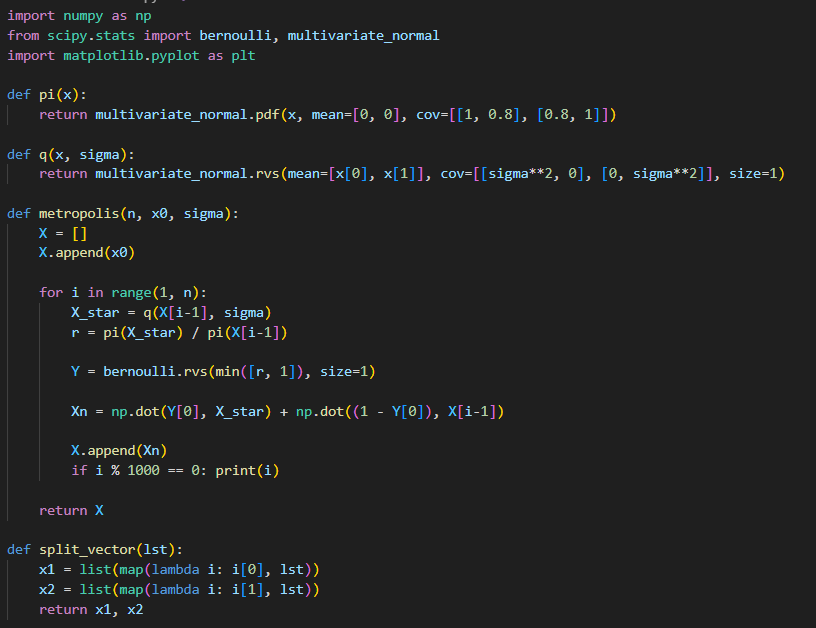 import numpy as np
from scipy.stats import bernoulli, multivariate_normal
import matplotlib.pyplot as plt

def pi(x):
    return multivariate_normal.pdf(x, mean=[0, 0], cov=[[1, 0.8], [0.8, 1]])

def q(x, sigma):
    return multivariate_normal.rvs(mean=[x[0], x[1]], cov=[[sigma**2, 0], [0, sigma**2]], size=1)

def metropolis(n, x0, sigma):
    X = []
    X.append(x0)

    for i in range(1, n):
        X_star = q(X[i-1], sigma)
        r = pi(X_star) / pi(X[i-1])

        Y = bernoulli.rvs(min([r, 1]), size=1)

        Xn = np.dot(Y[0], X_star) + np.dot((1 - Y[0]), X[i-1])

        X.append(Xn)
        if i % 1000 == 0: print(i)

    return X

def split_vector(lst):
    x1 = list(map(lambda i: i[0], lst))
    x2 = list(map(lambda i: i[1], lst))
    return x1, x2